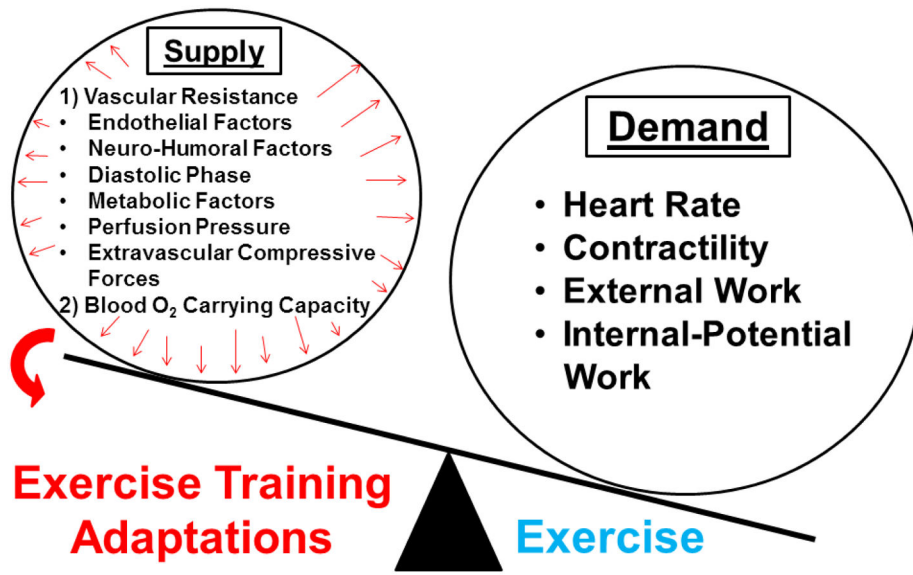 Supply
1) Vascular Resistance
• Endothelial Factors
• Neuro-Humoral Factors
• Diastolic Phase
• Metabolic Factors
• Perfusion Pressure
• Extravascular Compressive
Forces
2) Blood O₂ Carrying Capacity
Demand
• Heart Rate
• Contractility
• External Work
• Internal-Potential
Work
Exercise Training
Adaptations
Exercise